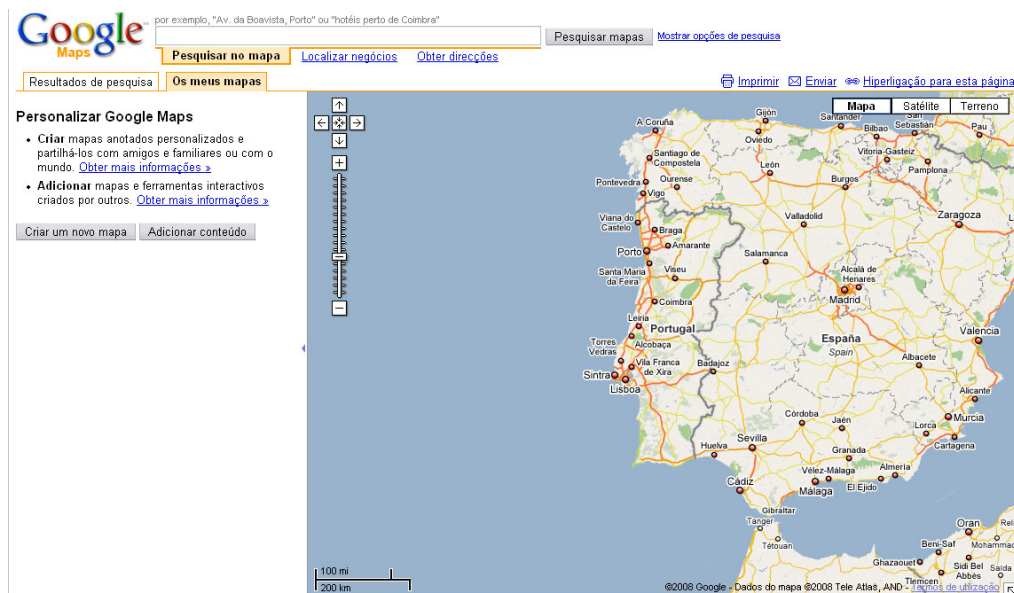 Google
Maps
por exemplo, "Av. da Boavista, Porto" ou "hotéis perto de Coimbra"
Pesquisar mapas
Mostrar opções de pesquisa
Pesquisar no mapa
Localizar negócios
Obter direcções
Resultados de pesquisa
Os meus mapas
Imprimir
Enviar
Hiperligação para esta página
Personalizar Google Maps
• Criar mapas anotados personalizados e
partilhá-los com amigos e familiares ou com o
mundo. Obter mais informações »
• Adicionar mapas e ferramentas interactivos
criados por outros. Obter mais informações »
Criar um novo mapa
Adicionar conteúdo
Mapa
Satélite
Terreno
A Coruña
Gijón
Santander
San
Sebastián
Bilbao
Pau
Oviedo
Santiago de
Compostela
León
Vitoria-Gasteiz
Pamplona
Pontevedra
Ourense
Burgos
Vigo
Viana do
Castelo
Braga
Valladolid
Zaragoza
Porto
Amarante
Salamanca
Santa Maria
da Feira
Viseu
Alcalá de
Henares
Madrid
Coimbra
Leiria
Portugal
España
Spain
Valencia
Torres
Vedras
Alcobaça
Vila Franca
de Xira
Badajoz
Albacete
Sintra
Lisboa
Alicante
Córdoba
Jaén
Murcia
Lorca
Cartagena
Huelva
Sevilla
Granada
Vélez-Málaga
Almería
Cádiz
Málaga
El Ejido
Gibraltar
Tanger
Tétouan
Oran
Reli
Beni-Saf
Mohammac
Ghazaouet
Sidi Bel
Abbès
Saïda
Tlemcen
100 mi
200 km
©2008 Google - Dados do mapa ©2008 Tele Atlas, AND - Termos de utilização